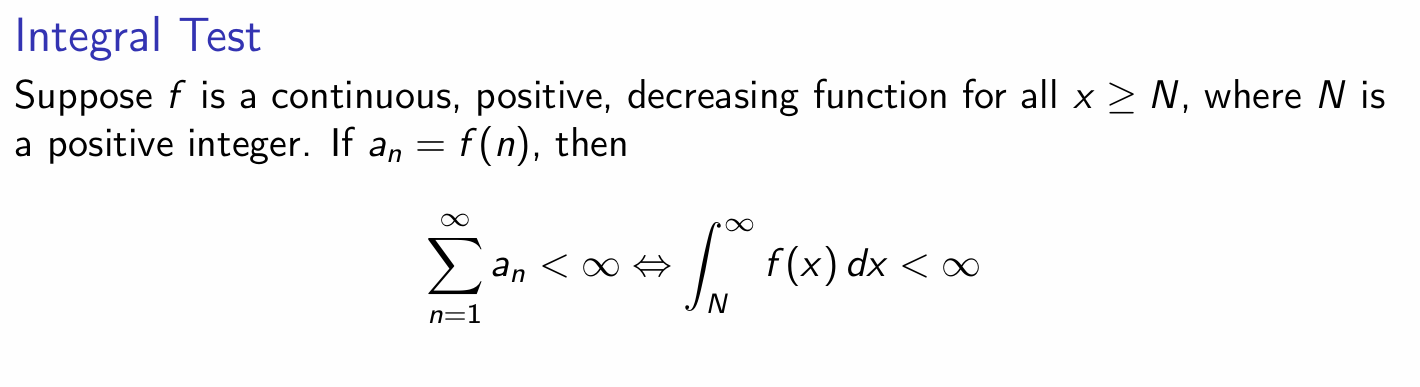 Integral Test
Suppose f is a continuous, positive, decreasing function for all x ≥ N, where N is
a positive integer. If aₙ = f(n), then
∑_{n=1}^{∞} aₙ < ∞ ⇔ ∫_{N}^{∞} f(x) dx < ∞